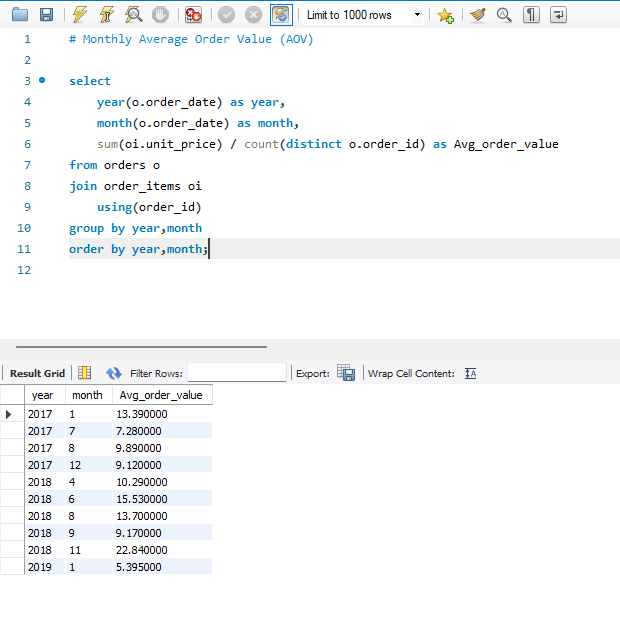 Limit to 1000 rows
1 # Monthly Average Order Value (AOV)
2
3 select
4 year(o.order_date) as year,
5 month(o.order_date) as month,
6 sum(oi.unit_price) / count(distinct o.order_id) as Avg_order_value
7 from orders o
8 join order_items oi
9 using(order_id)
10 group by year,month
11 order by year,month;
12
Result Grid Filter Rows: Export: Wrap Cell Content:
year month Avg_order_value
2017 1 13.390000
2017 7 7.280000
2017 8 9.890000
2017 12 9.120000
2018 4 10.290000
2018 6 15.530000
2018 8 13.700000
2018 9 9.170000
2018 11 22.840000
2019 1 5.395000